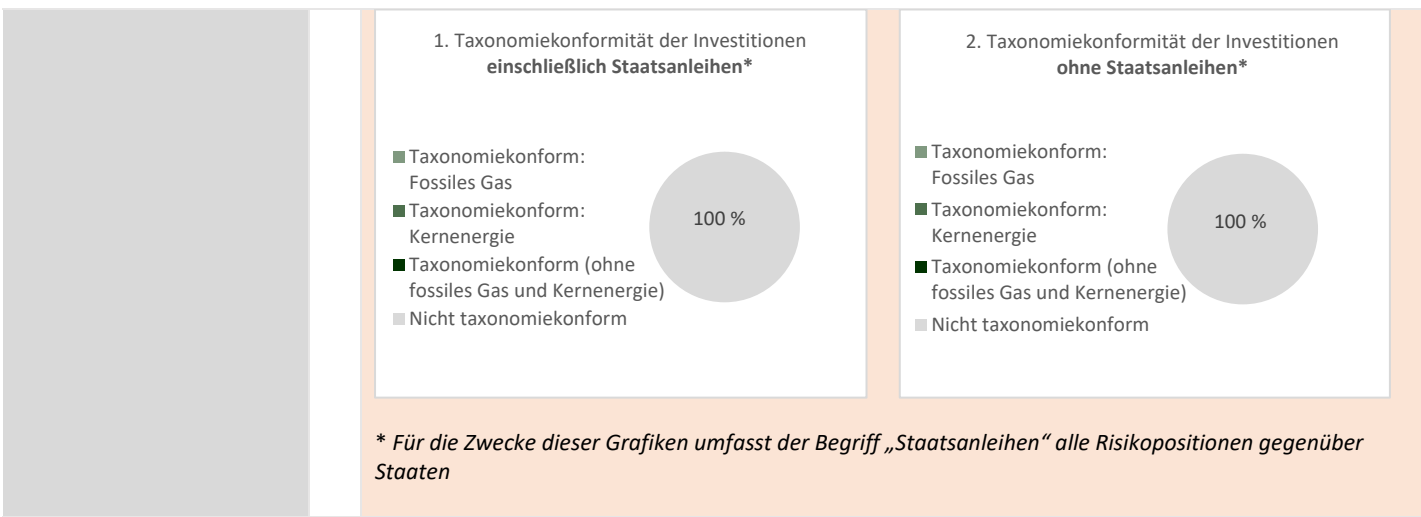 1. Taxonomiekonformität der Investitionen
einschließlich Staatsanleihen*
Taxonomiekonform:
Fossiles Gas
Taxonomiekonform:
Kernenergie
Taxonomiekonform (ohne
fossiles Gas und Kernenergie)
Nicht taxonomiekonform
100 %
2. Taxonomiekonformität der Investitionen
ohne Staatsanleihen*
Taxonomiekonform:
Fossiles Gas
Taxonomiekonform:
Kernenergie
Taxonomiekonform (ohne
fossiles Gas und Kernenergie)
Nicht taxonomiekonform
100 %
* Für die Zwecke dieser Grafiken umfasst der Begriff „Staatsanleihen“ alle Risikopositionen gegenüber
Staaten